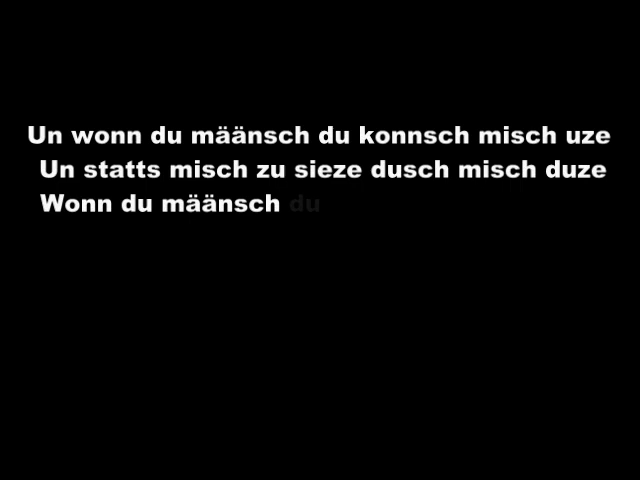 Un wonn du määnsch du konnsch misch uze
Un statts misch zu sieze dusch misch duze
Wonn du määnsch du